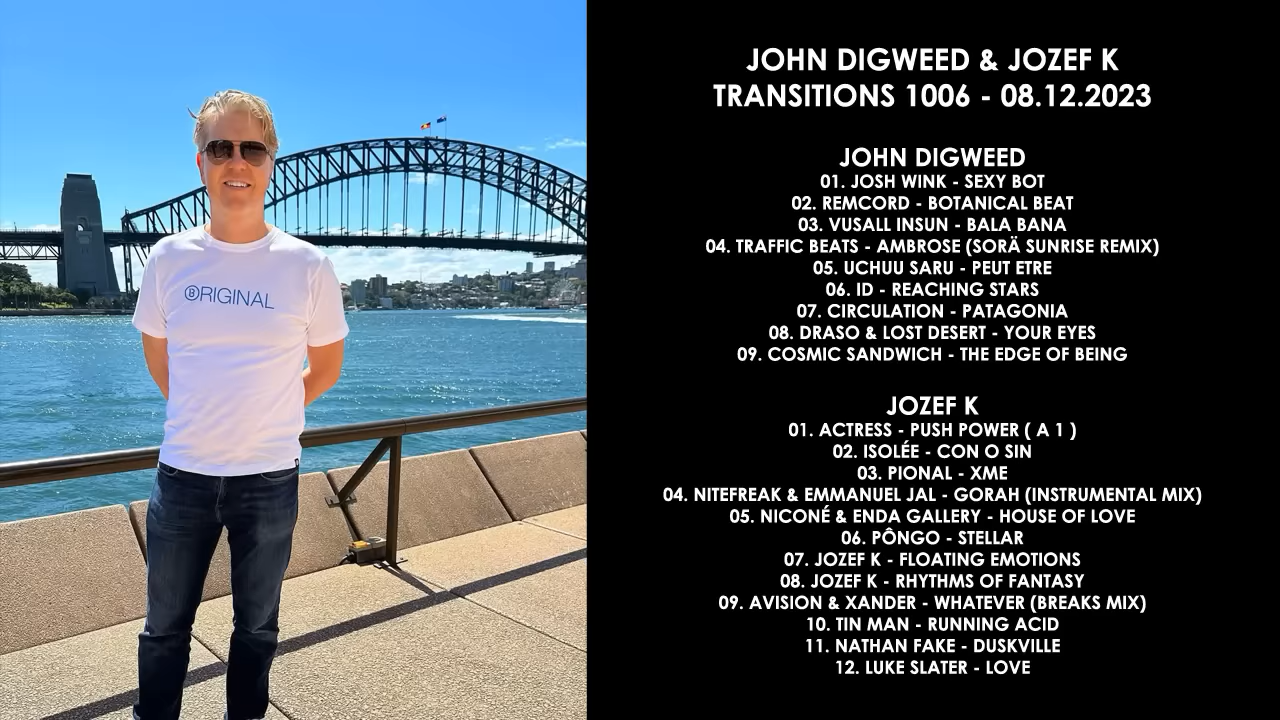 ⓇRIGINAL
JOHN DIGWEED & JOZEF K
TRANSITIONS 1006 - 08.12.2023
JOHN DIGWEED
01. JOSH WINK - SEXY BOT
02. REMCORD - BOTANICAL BEAT
03. VUSALL INSUN - BALA BANA
04. TRAFFIC BEATS - AMBROSE (SORÄ SUNRISE REMIX)
05. UCHUU SARU - PEUT ETRE
06. ID - REACHING STARS
07. CIRCULATION - PATAGONIA
08. DRASO & LOST DESERT - YOUR EYES
09. COSMIC SANDWICH - THE EDGE OF BEING
JOZEF K
01. ACTRESS - PUSH POWER ( A 1 )
02. ISOLÉE - CON O SIN
03. PIONAL - XME
04. NITEFREAK & EMMANUEL JAL - GORAH (INSTRUMENTAL MIX)
05. NICONÉ & ENDA GALLERY - HOUSE OF LOVE
06. PÔNGO - STELLAR
07. JOZEF K - FLOATING EMOTIONS
08. JOZEF K - RHYTHMS OF FANTASY
09. AVISION & XANDER - WHATEVER (BREAKS MIX)
10. TIN MAN - RUNNING ACID
11. NATHAN FAKE - DUSKVILLE
12. LUKE SLATER - LOVE